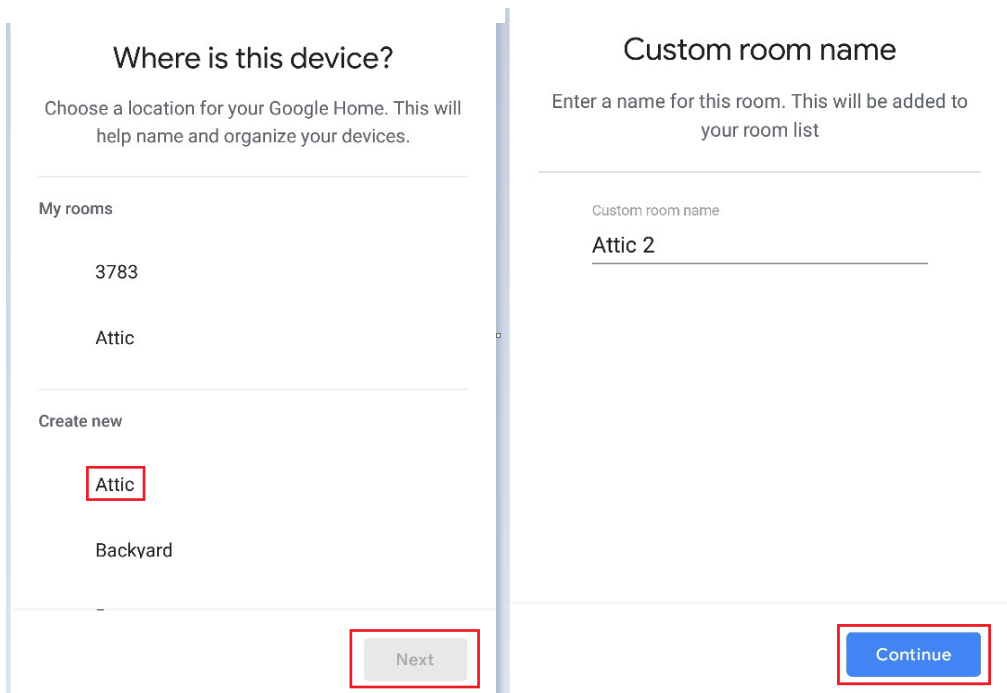 Where is this device?
Choose a location for your Google Home. This will
help name and organize your devices.
My rooms
3783
Attic
Create new
Attic
Backyard
Next
Custom room name
Enter a name for this room. This will be added to
your room list
Custom room name
Attic 2
Continue